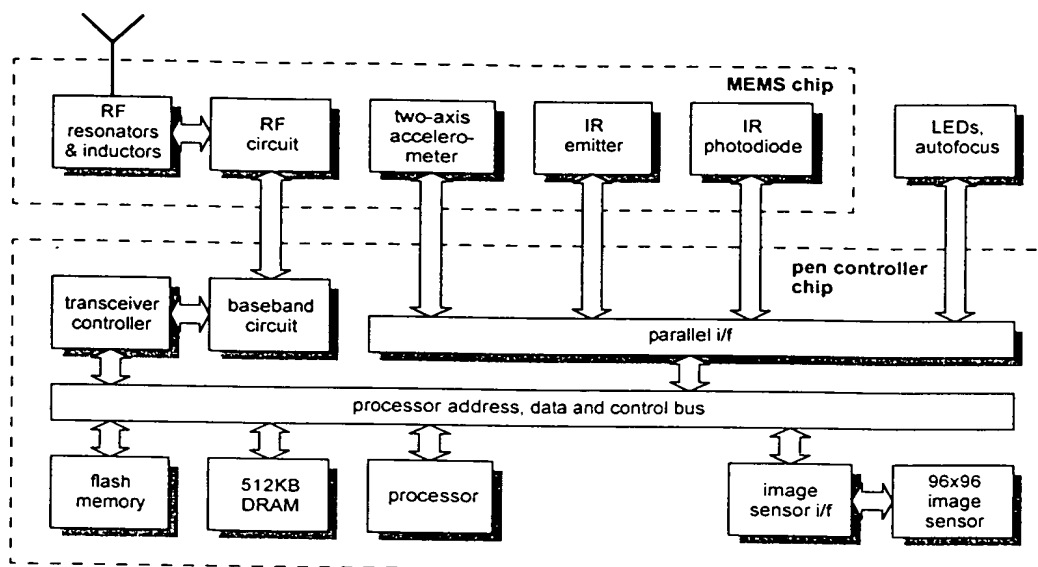 MEMS chip
RF
resonators
& inductors
RF
circuit
two-axis
accelero-
meter
IR
emitter
IR
photodiode
LEDs,
autofocus
pen controller
chip
transceiver
controller
baseband
circuit
parallel i/f
processor address, data and control bus
flash
memory
512KB
DRAM
processor
image
sensor i/f
96x96
image
sensor